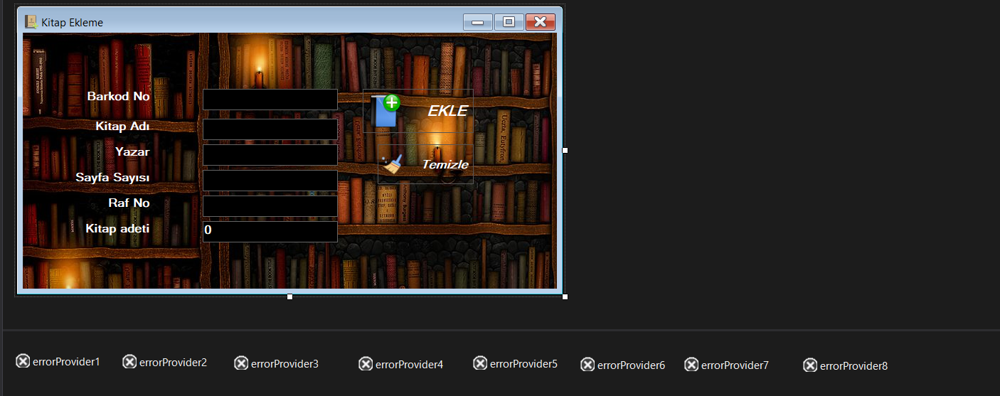 Kitap Ekleme
Barkod No
EKLE
Kitap Adı
Yazar
Temizle
Sayfa Sayısı
Raf No
Kitap adeti
0
errorProvider1
errorProvider2
errorProvider3
errorProvider4
errorProvider5
errorProvider6
errorProvider7
errorProvider8